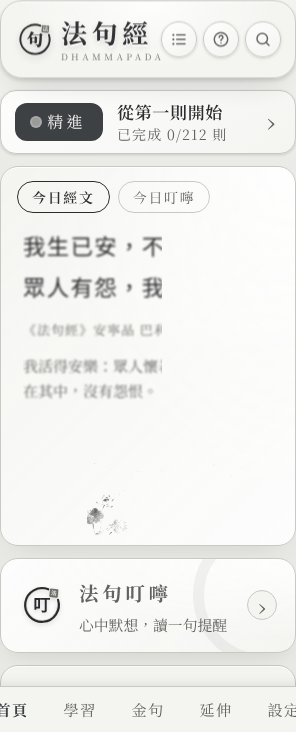 法句經
DHAMMAPADA
精進
從第一則開始
已完成 0/212 則
今日經文
今日叮嚀
我生已安，不
眾人有怨，我
《法句經》安寧品 巴利
我活得安樂：眾人懷
在其中，沒有怨恨。
叮
法句叮嚀
心中默想，讀一句提醒
首頁
學習
金句
延伸
設定